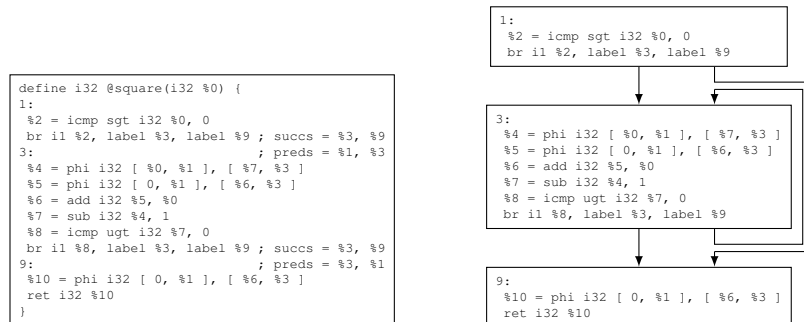 define i32 @square(i32 %0) {
1:
%2 = icmp sgt i32 %0, 0
br i1 %2, label %3, label %9 ; succs = %3, %9
3: ; preds = %1, %3
%4 = phi i32 [ %0, %1 ], [ %7, %3 ]
%5 = phi i32 [ 0, %1 ], [ %6, %3 ]
%6 = add i32 %5, %0
%7 = sub i32 %4, 1
%8 = icmp ugt i32 %7, 0
br i1 %8, label %3, label %9 ; succs = %3, %9
9: ; preds = %3, %1
%10 = phi i32 [ 0, %1 ], [ %6, %3 ]
ret i32 %10
}
1:
%2 = icmp sgt i32 %0, 0
br i1 %2, label %3, label %9
3:
%4 = phi i32 [ %0, %1 ], [ %7, %3 ]
%5 = phi i32 [ 0, %1 ], [ %6, %3 ]
%6 = add i32 %5, %0
%7 = sub i32 %4, 1
%8 = icmp ugt i32 %7, 0
br i1 %8, label %3, label %9
9:
%10 = phi i32 [ 0, %1 ], [ %6, %3 ]
ret i32 %10